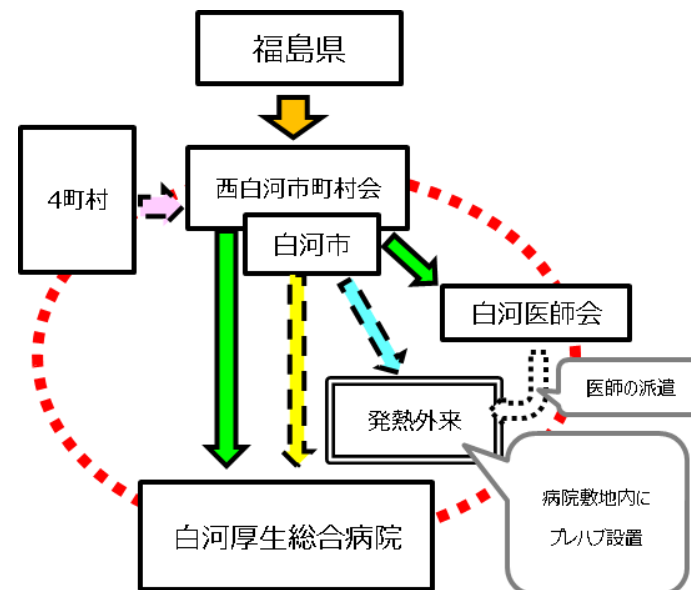 福島県
4町村
西白河市町村会
白河市
白河医師会
医師の派遣
発熱外来
病院敷地内に
プレハブ設置
白河厚生総合病院